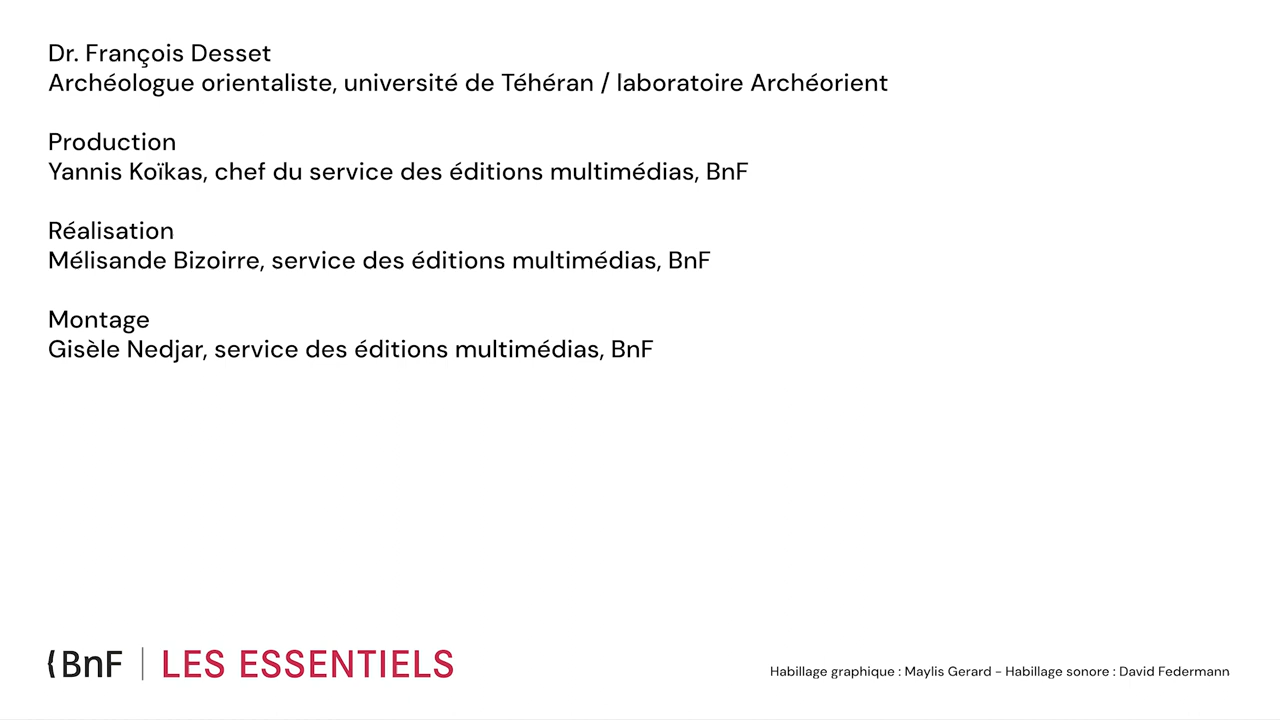 Dr. François Desset
Archéologue orientaliste, université de Téhéran / laboratoire Archéorient
Production
Yannis Koïkas, chef du service des éditions multimédias, BnF
Réalisation
Mélisande Bizoirre, service des éditions multimédias, BnF
Montage
Gisèle Nedjar, service des éditions multimédias, BnF
BnF | LES ESSENTIELS
Habillage graphique : Maylis Gerard - Habillage sonore : David Federmann